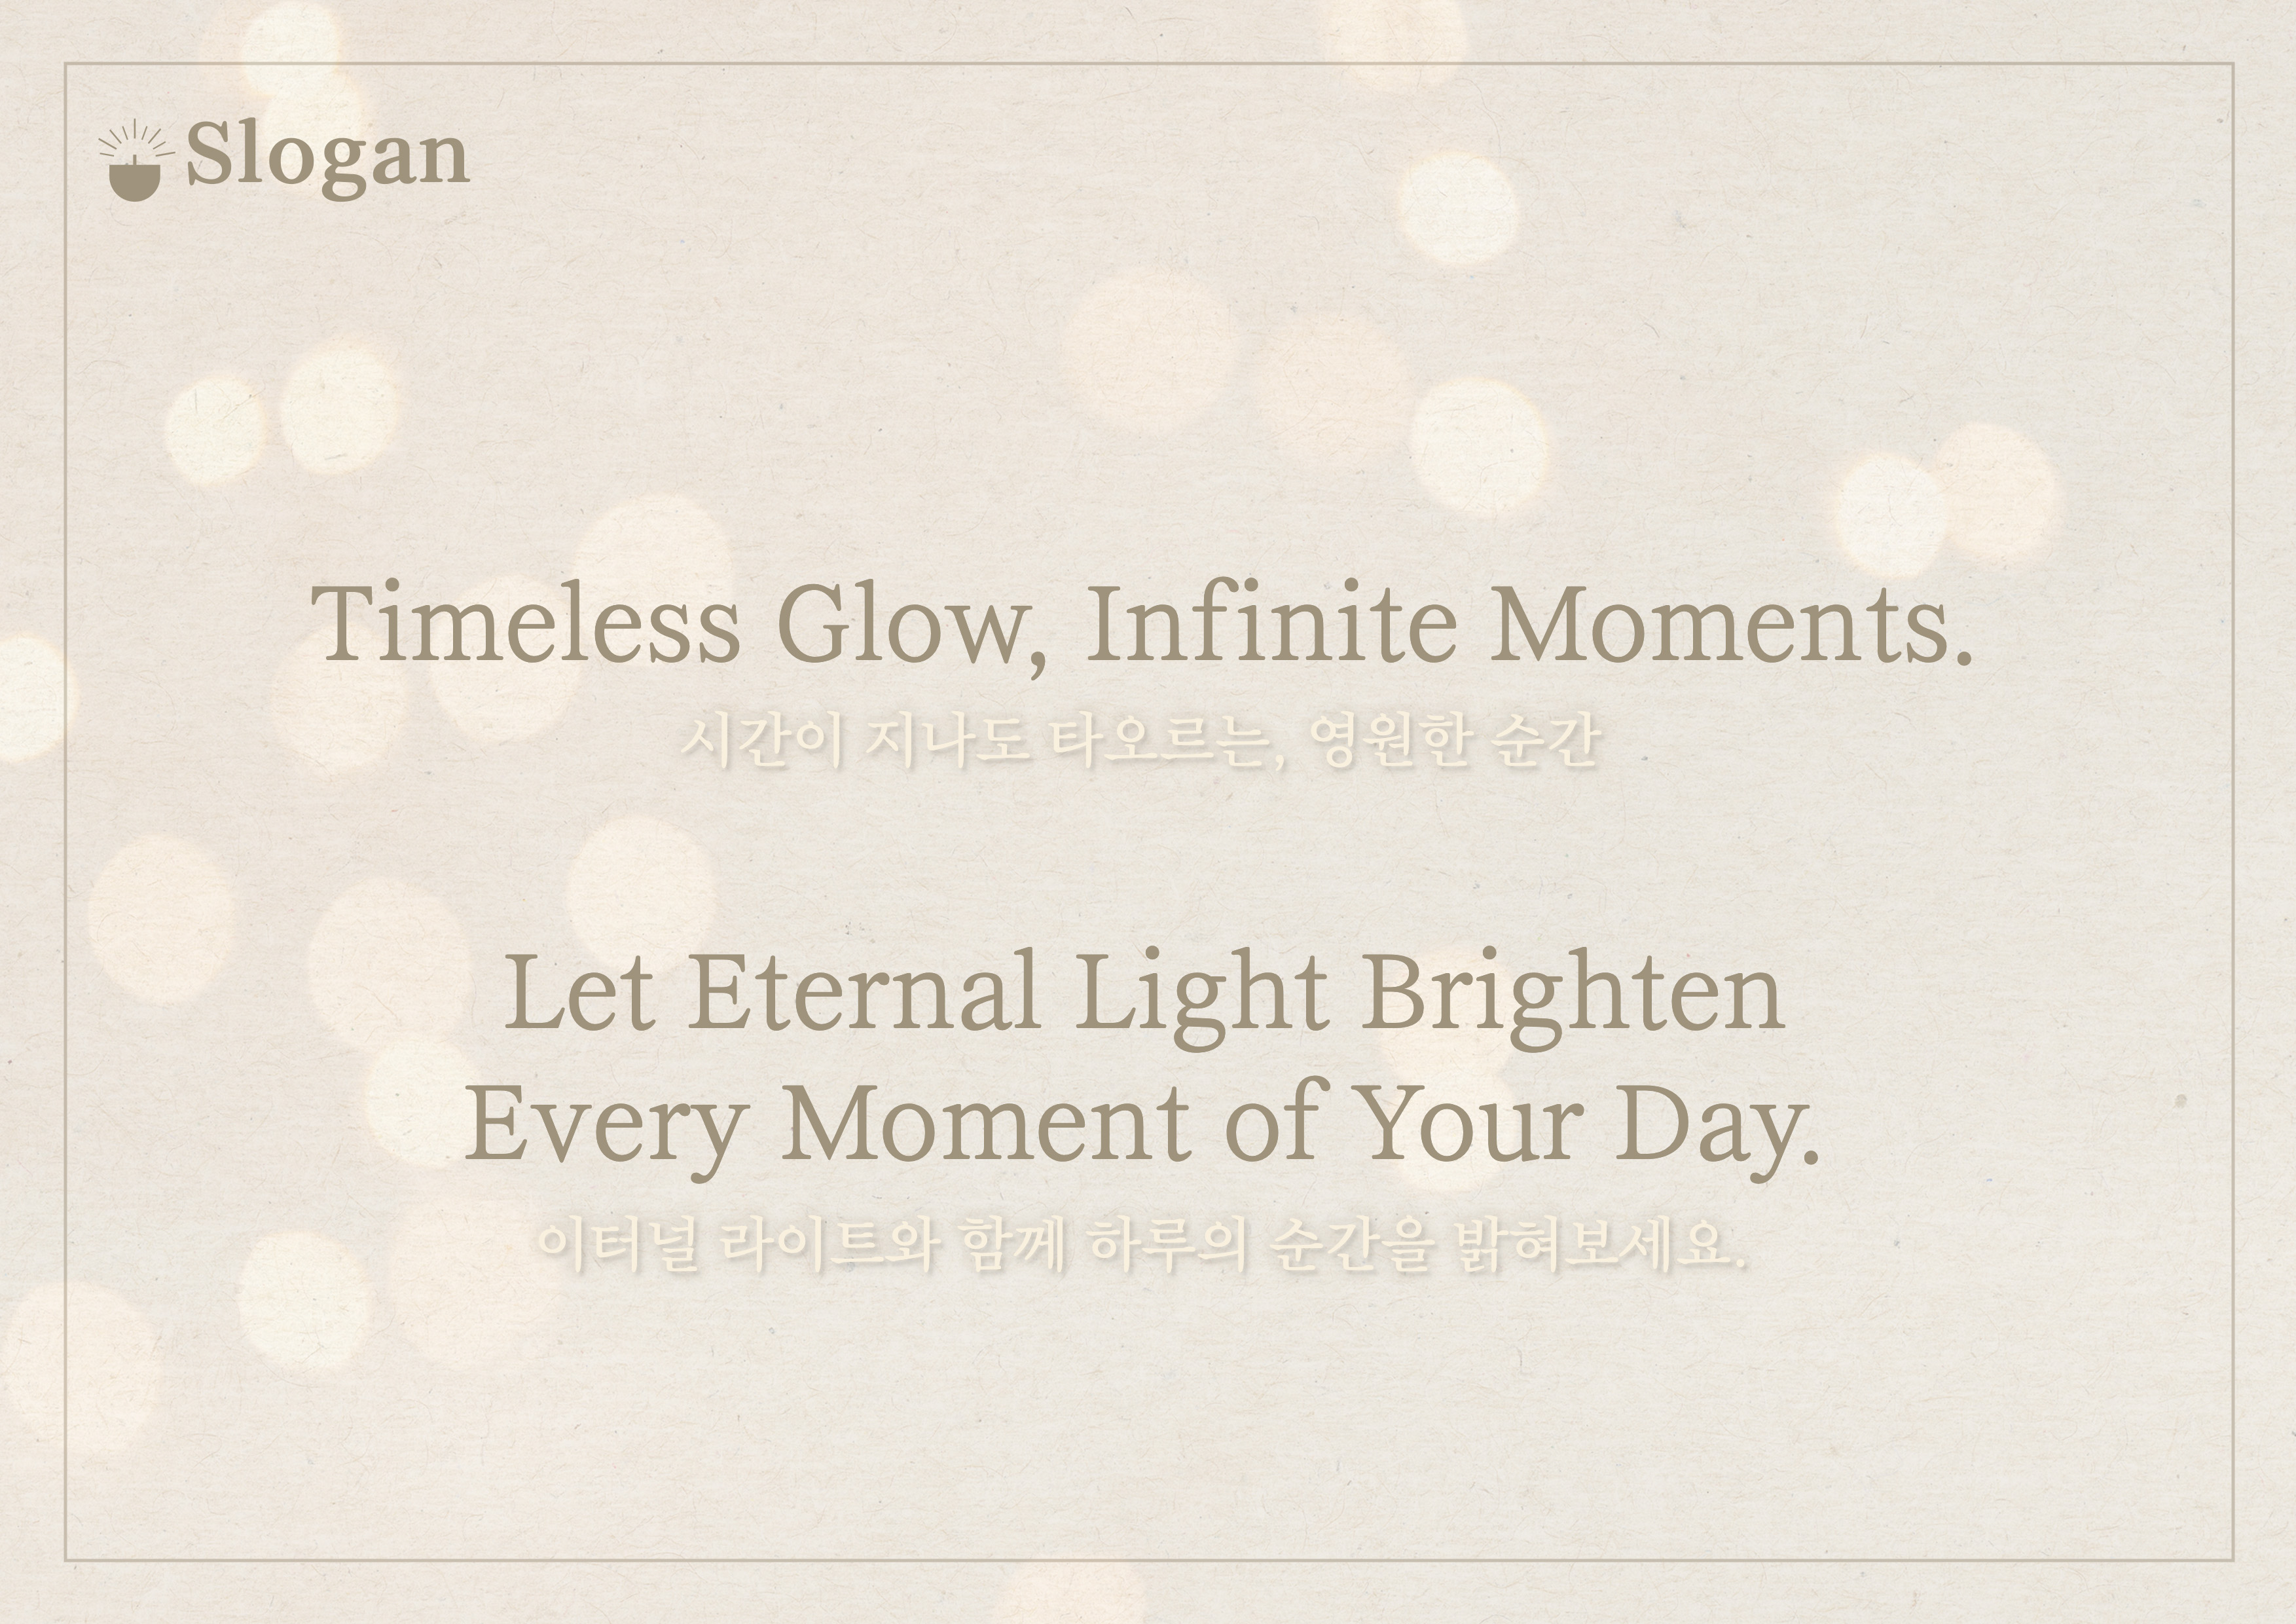 Slogan
Timeless Glow, Infinite Moments.
시간이 지나도 타오르는, 영원한 순간
Let Eternal Light Brighten
Every Moment of Your Day.
이터널 라이트와 함께 하루의 순간을 밝혀보세요.